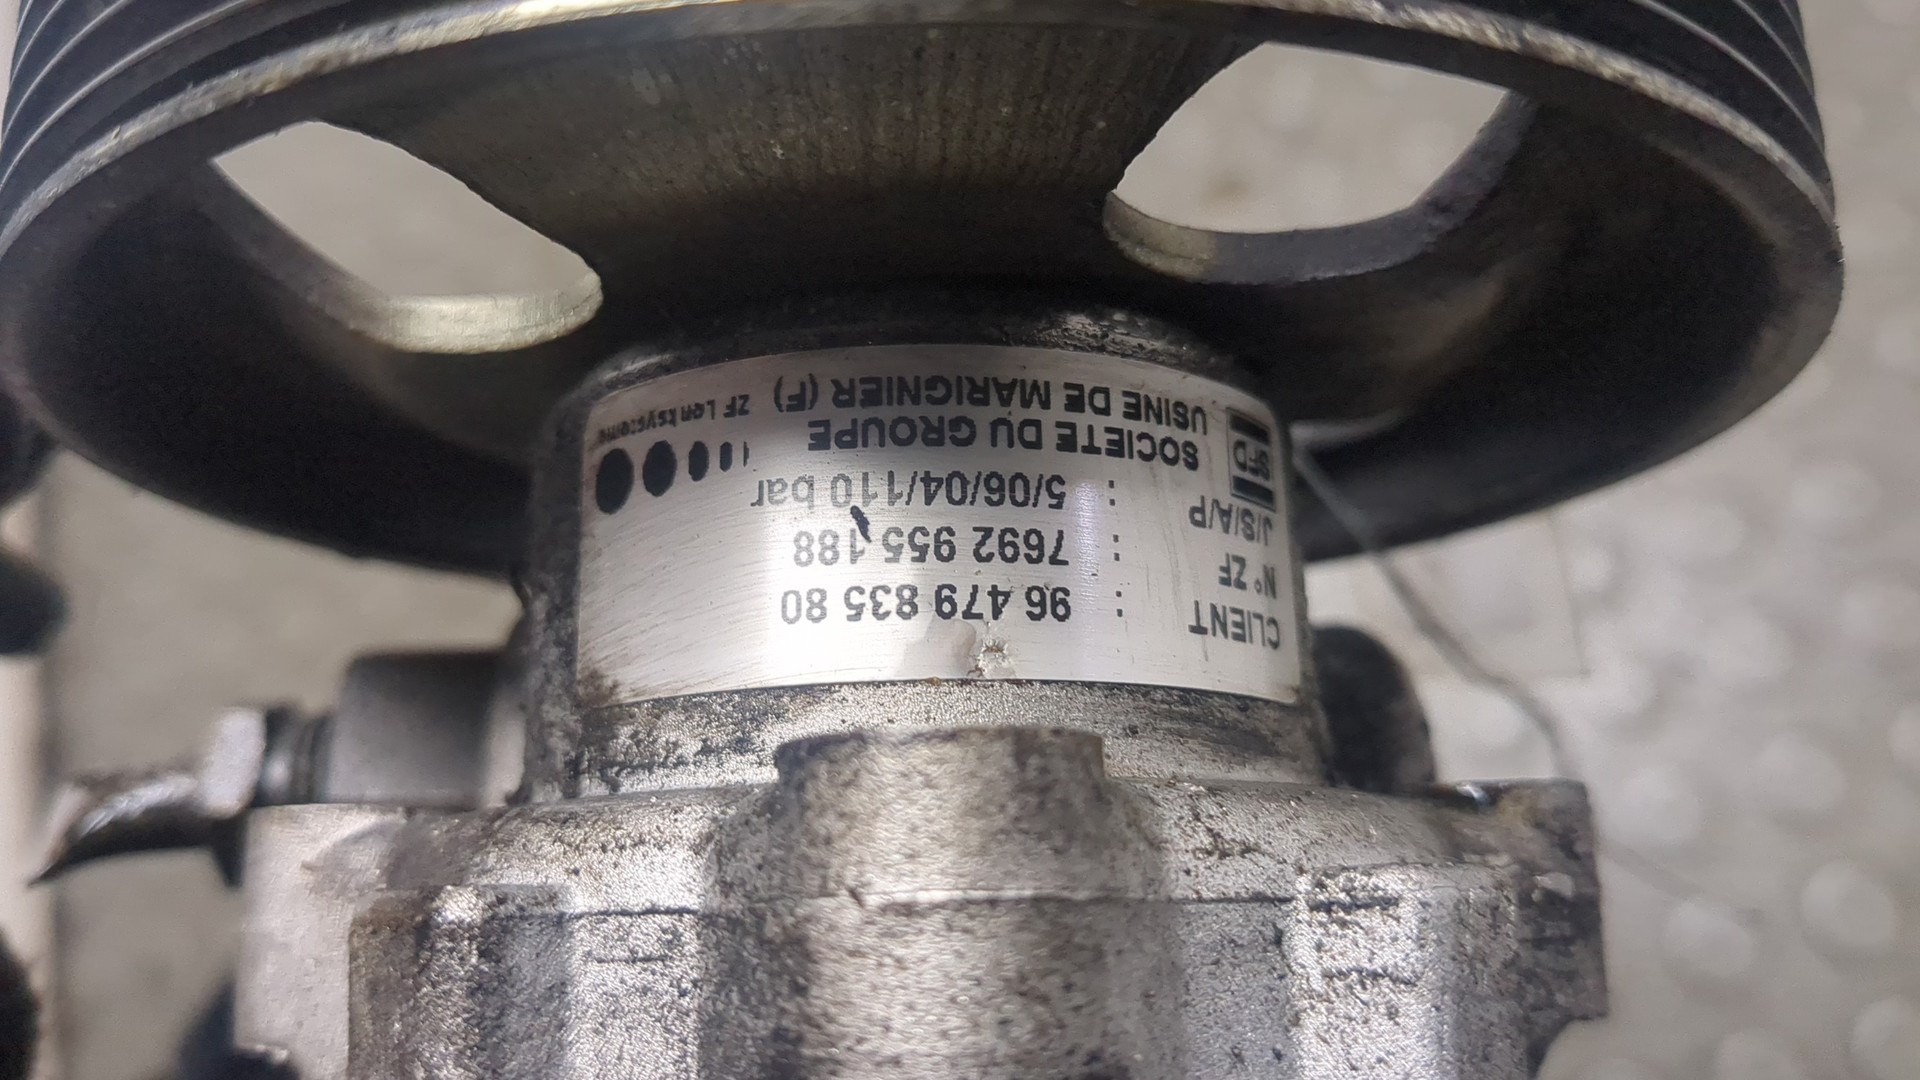 CLIENT : 96 479 835 80
N° ZF : 7692 955 188
J/S/A/P : 5/06/04/110 bar
SFD SOCIETE DU GROUPE
USINE DE MARIGNIER (F) ZF Lenksysteme